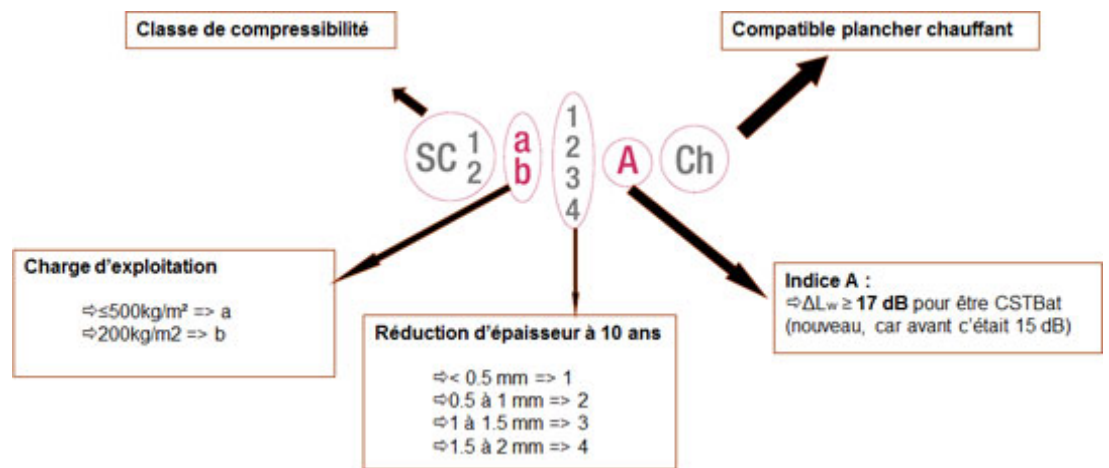 Classe de compressibilité
Compatible plancher chauffant
SC 1 2
a
b
1
2
3
4
A
Ch
Charge d'exploitation
⇨≤500kg/m² => a
⇨200kg/m2 => b
Réduction d'épaisseur à 10 ans
⇨< 0.5 mm => 1
⇨0.5 à 1 mm => 2
⇨1 à 1.5 mm => 3
⇨1.5 à 2 mm => 4
Indice A :
⇨ΔLw ≥ 17 dB pour être CSTBat
(nouveau, car avant c'était 15 dB)